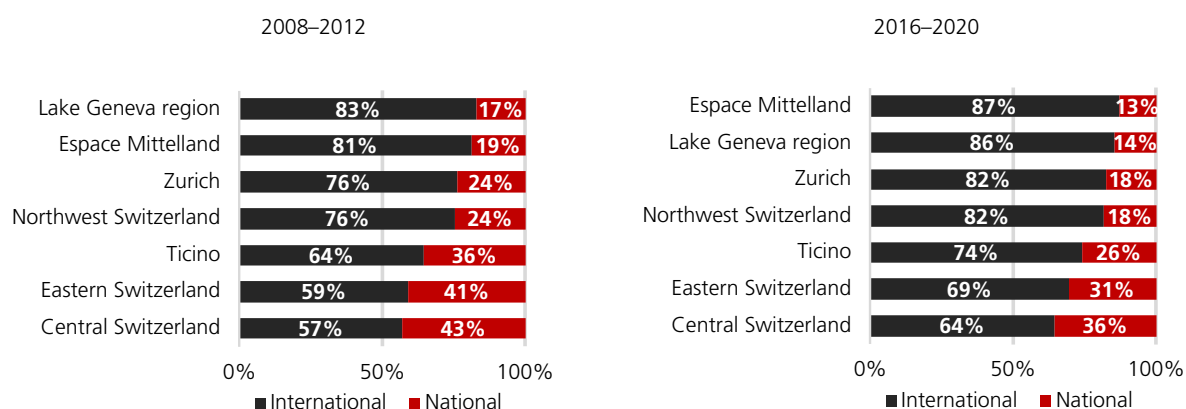 2008–2012
Lake Geneva region 83% 17%
Espace Mittelland 81% 19%
Zurich 76% 24%
Northwest Switzerland 76% 24%
Ticino 64% 36%
Eastern Switzerland 59% 41%
Central Switzerland 57% 43%
0% 50% 100%
International National
2016–2020
Espace Mittelland 87% 13%
Lake Geneva region 86% 14%
Zurich 82% 18%
Northwest Switzerland 82% 18%
Ticino 74% 26%
Eastern Switzerland 69% 31%
Central Switzerland 64% 36%
0% 50% 100%
International National